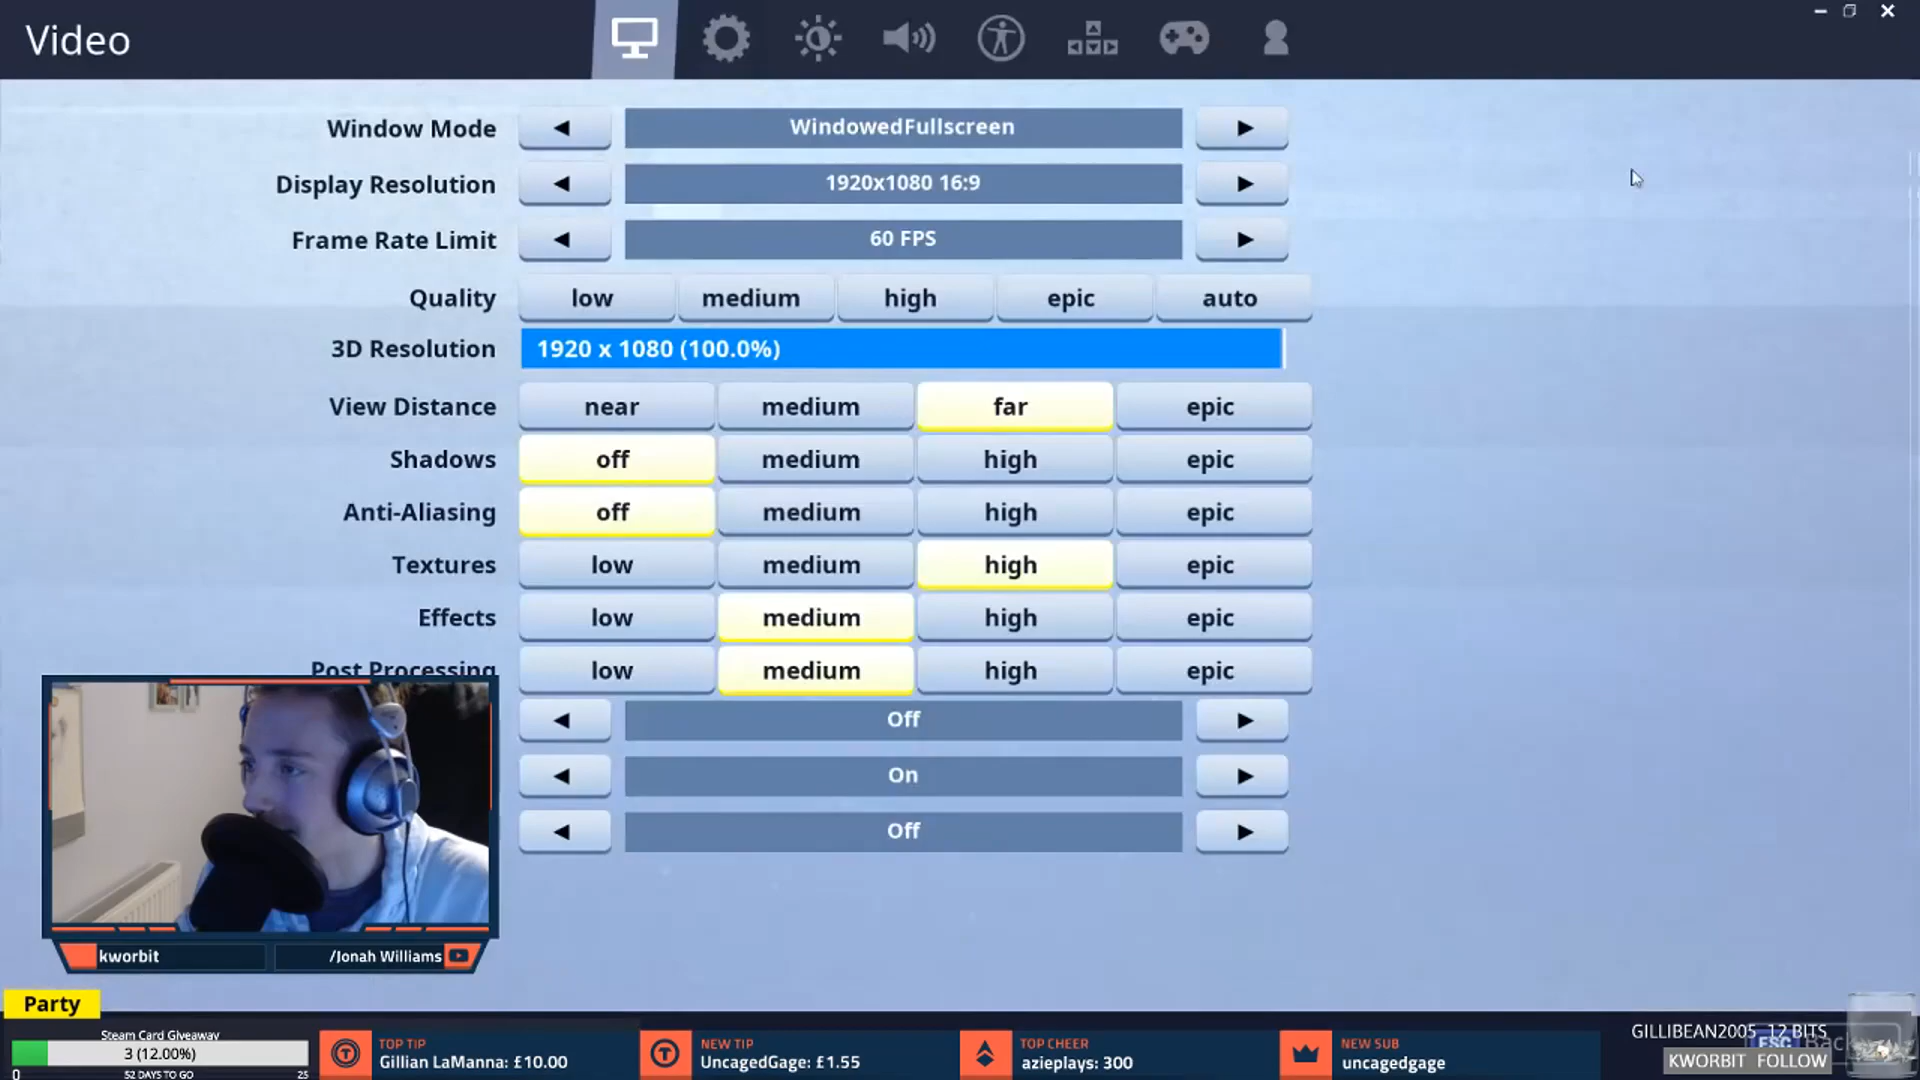 Video
Window Mode
WindowedFullscreen
Display Resolution
1920x1080 16:9
Frame Rate Limit
60 FPS
Quality
low medium high epic auto
3D Resolution
1920 x 1080 (100.0%)
View Distance
near medium far epic
Shadows
off medium high epic
Anti-Aliasing
off medium high epic
Textures
low medium high epic
Effects
low medium high epic
Post Processing
low medium high epic
Off
On
Off
kworbit
/Jonah Williams
Party
Steam Card Giveaway
3 (12.00%)
0 52 DAYS TO GO 25
TOP TIP
Gillian LaManna: £10.00
NEW TIP
UncagedGage: £1.55
TOP CHEER
azieplays: 300
NEW SUB
uncagedgage
GILLIBEAN2005 12 BITS
ESC Back
KWORBIT FOLLOW